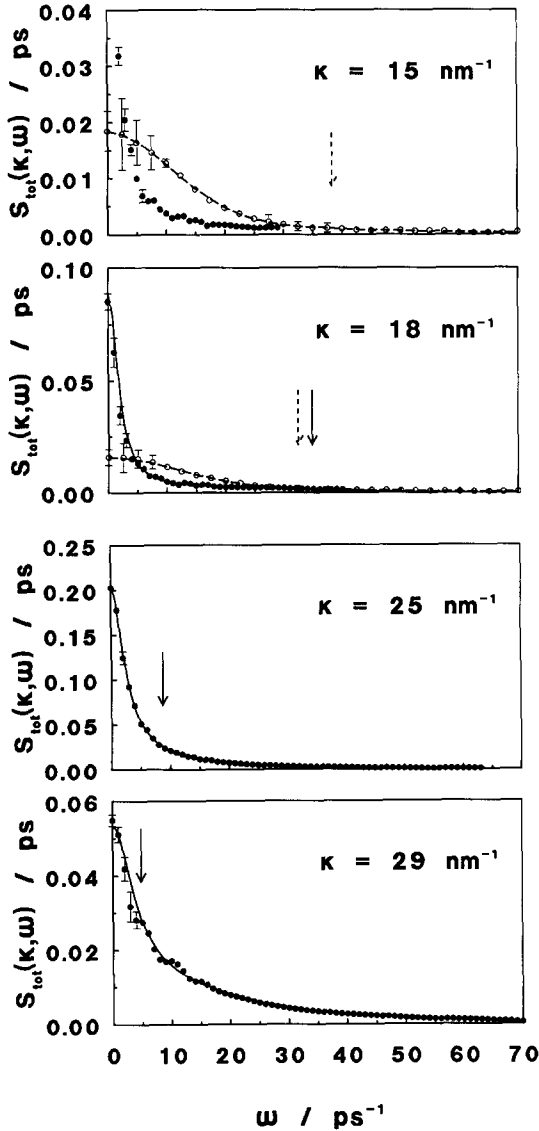 0.04
0.03
0.02
0.01
0.00
S_tot(κ,ω) / ps
κ = 15 nm⁻¹
0.10
0.05
0.00
S_tot(κ,ω) / ps
κ = 18 nm⁻¹
0.25
0.20
0.15
0.10
0.05
0.00
S_tot(κ,ω) / ps
κ = 25 nm⁻¹
0.06
0.04
0.02
0.00
S_tot(κ,ω) / ps
κ = 29 nm⁻¹
0 10 20 30 40 50 60 70
ω / ps⁻¹